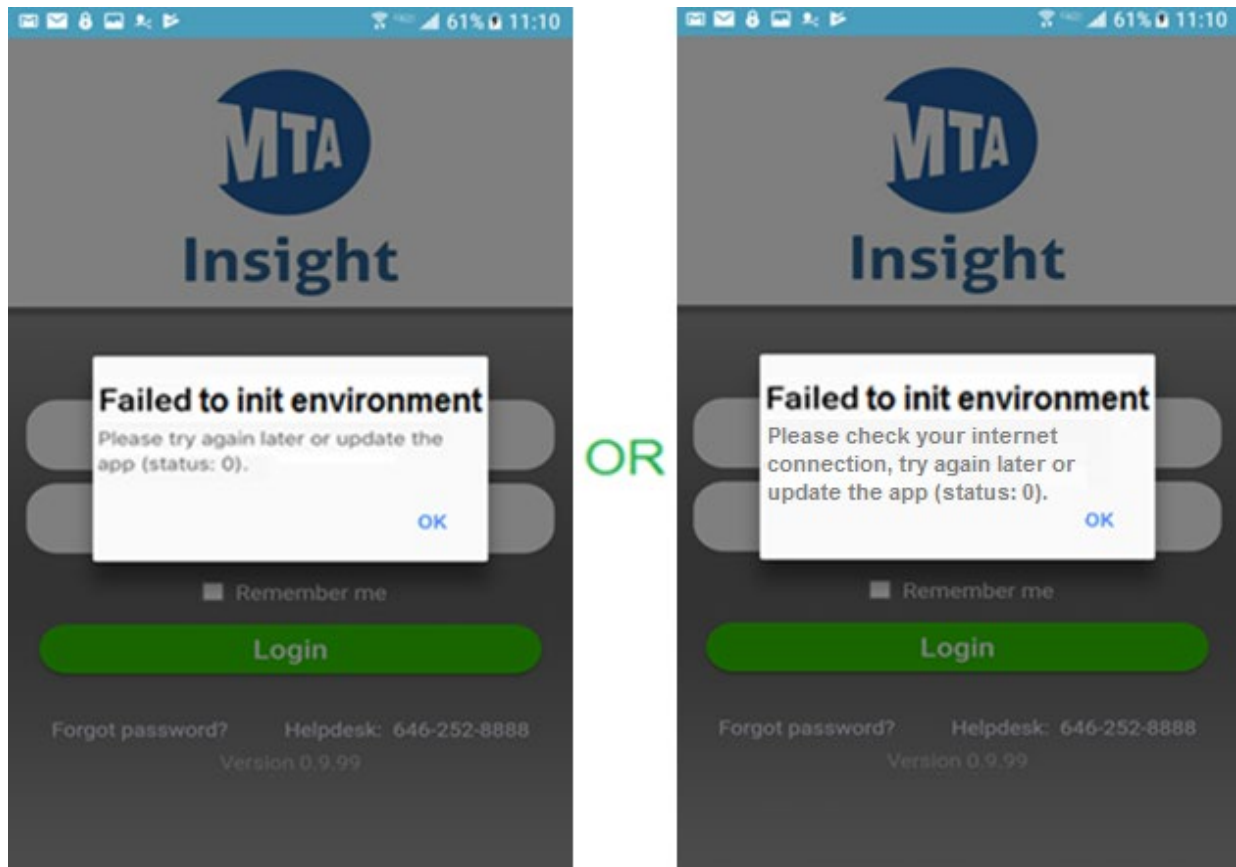 61% 11:10
MTA
Insight
Failed to init environment
Please try again later or update the
app (status: 0).
OK
Remember me
Login
Forgot password? Helpdesk: 646-252-8888
Version 0.9.99
OR
61% 11:10
MTA
Insight
Failed to init environment
Please check your internet
connection, try again later or
update the app (status: 0).
OK
Remember me
Login
Forgot password? Helpdesk: 646-252-8888
Version 0.9.99